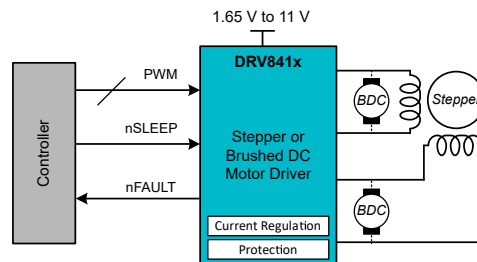 1.65 V to 11 V
DRV841x
PWM
nSLEEP
nFAULT
Controller
Stepper or
Brushed DC
Motor Driver
Current Regulation
Protection
BDC
Stepper
BDC